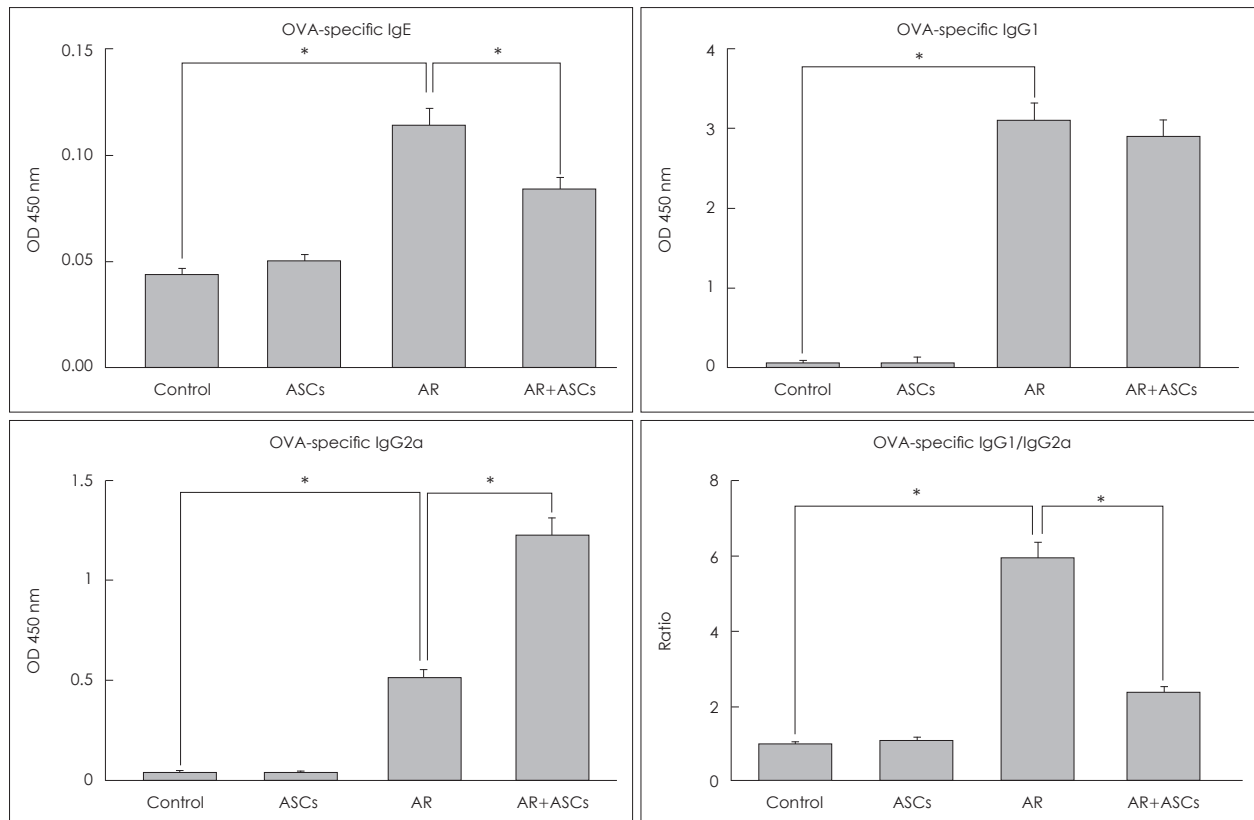 OVA-specific IgE
0.15
0.10
0.05
0.00
OD 450 nm
*
*
Control ASCs AR AR+ASCs
OVA-specific IgG1
4
3
2
1
0
OD 450 nm
*
Control ASCs AR AR+ASCs
OVA-specific IgG2a
1.5
1
0.5
0
OD 450 nm
*
*
Control ASCs AR AR+ASCs
OVA-specific IgG1/IgG2a
8
6
4
2
0
Ratio
*
*
Control ASCs AR AR+ASCs